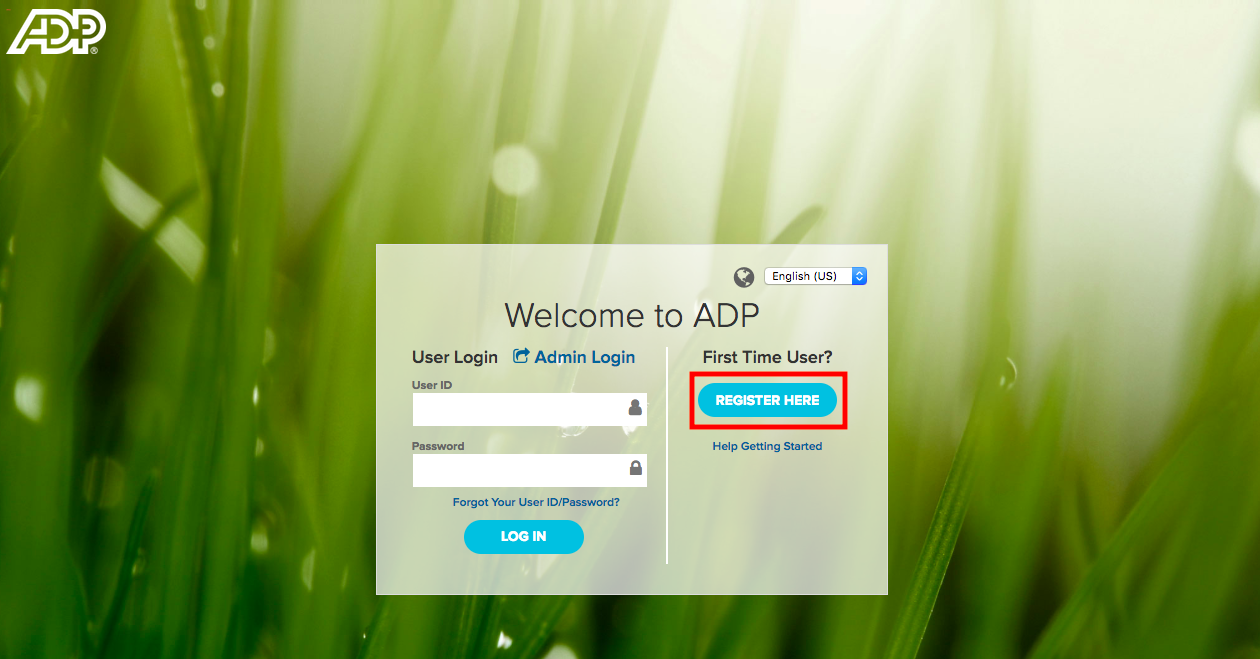 ADP®
English (US)
Welcome to ADP
User Login Admin Login
User ID
Password
Forgot Your User ID/Password?
LOG IN
First Time User?
REGISTER HERE
Help Getting Started